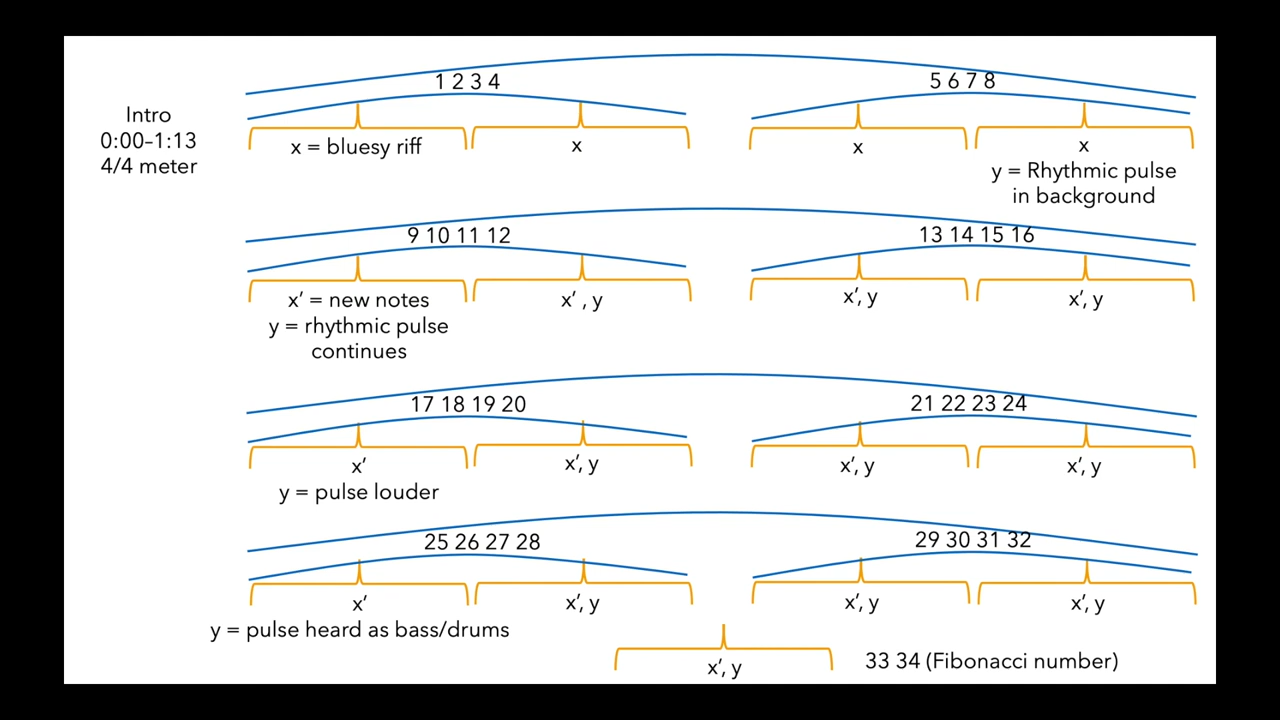 Intro
0:00–1:13
4/4 meter
1 2 3 4
5 6 7 8
x = bluesy riff
x
x
x
y = Rhythmic pulse
in background
9 10 11 12
13 14 15 16
x’ = new notes
y = rhythmic pulse
continues
x’ , y
x’, y
x’, y
17 18 19 20
21 22 23 24
x’
y = pulse louder
x’, y
x’, y
x’, y
25 26 27 28
29 30 31 32
x’
y = pulse heard as bass/drums
x’, y
x’, y
x’, y
x’, y
33 34 (Fibonacci number)